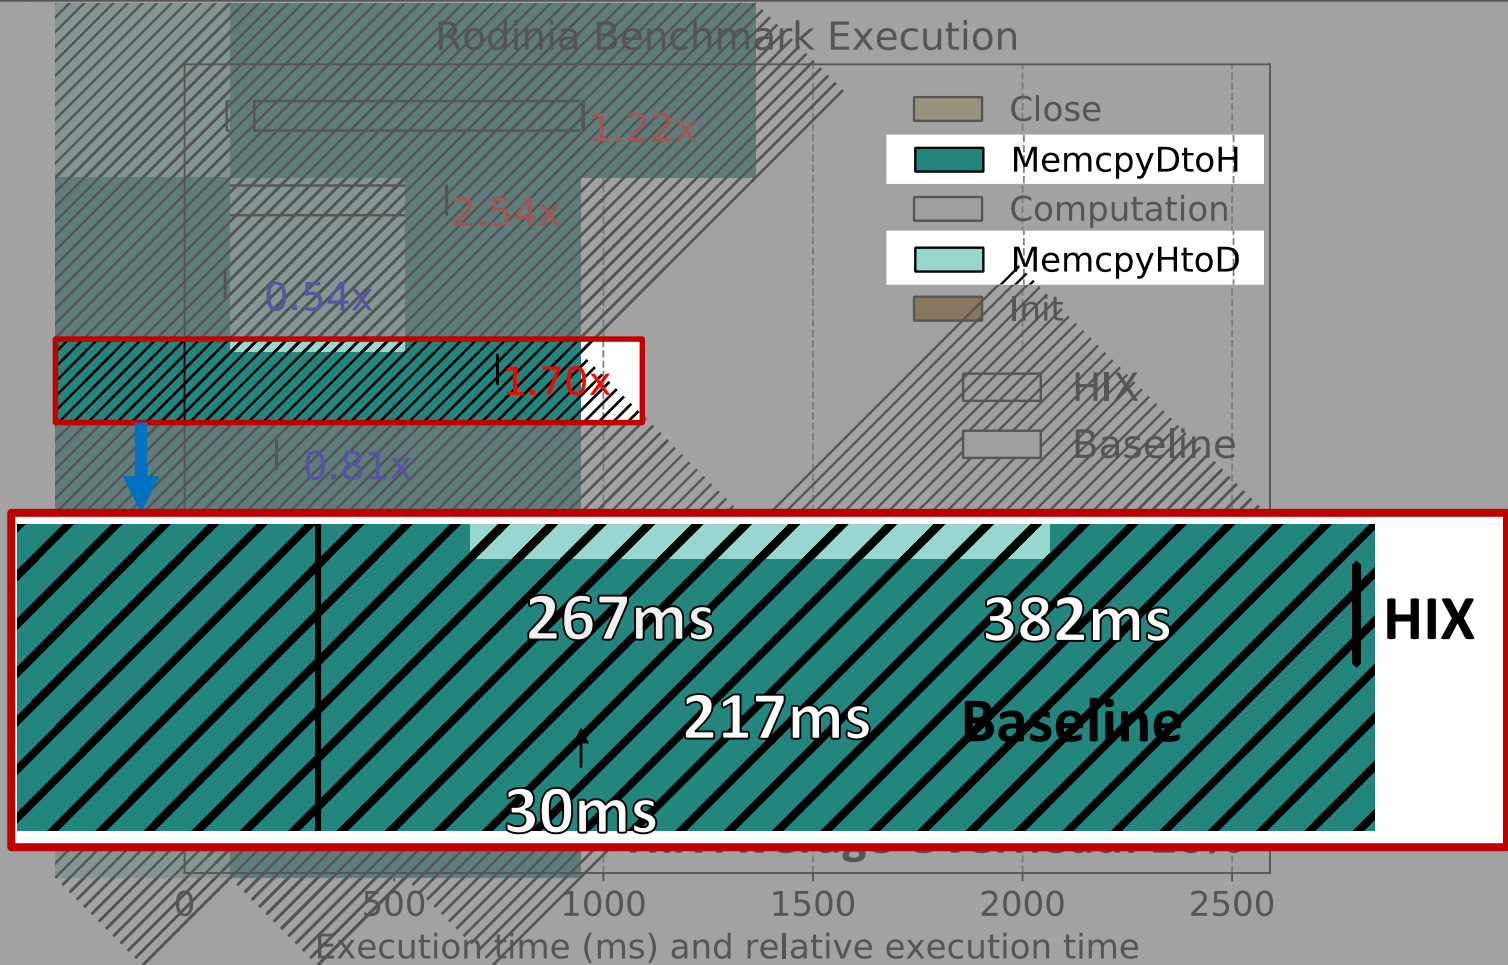 Rodinia Benchmark Execution
Close
1.22x
MemcpyDtoH
2.54x
Computation
MemcpyHtoD
0.54x
Init
1.70x
HIX
Baseline
0.81x
267ms 382ms HIX
217ms Baseline
30ms
0 500 1000 1500 2000 2500
Execution time (ms) and relative execution time